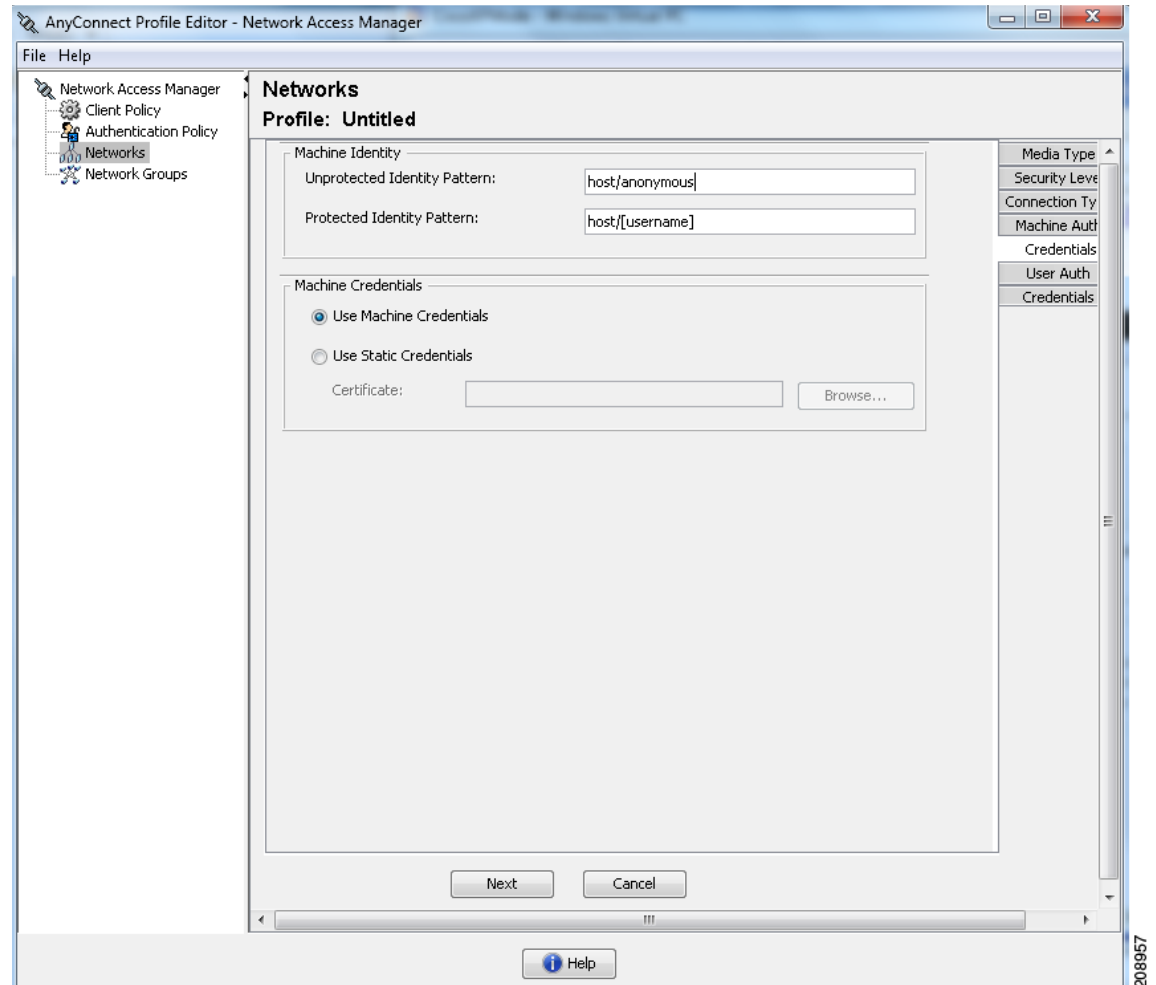 AnyConnect Profile Editor - Network Access Manager
File Help
Network Access Manager
Client Policy
Authentication Policy
Networks
Network Groups
Networks
Profile: Untitled
Machine Identity
Unprotected Identity Pattern: host/anonymous
Protected Identity Pattern: host/[username]
Machine Credentials
Use Machine Credentials
Use Static Credentials
Certificate: Browse...
Media Type
Security Leve
Connection Ty
Machine Auth
Credentials
User Auth
Credentials
Next Cancel
Help
208957